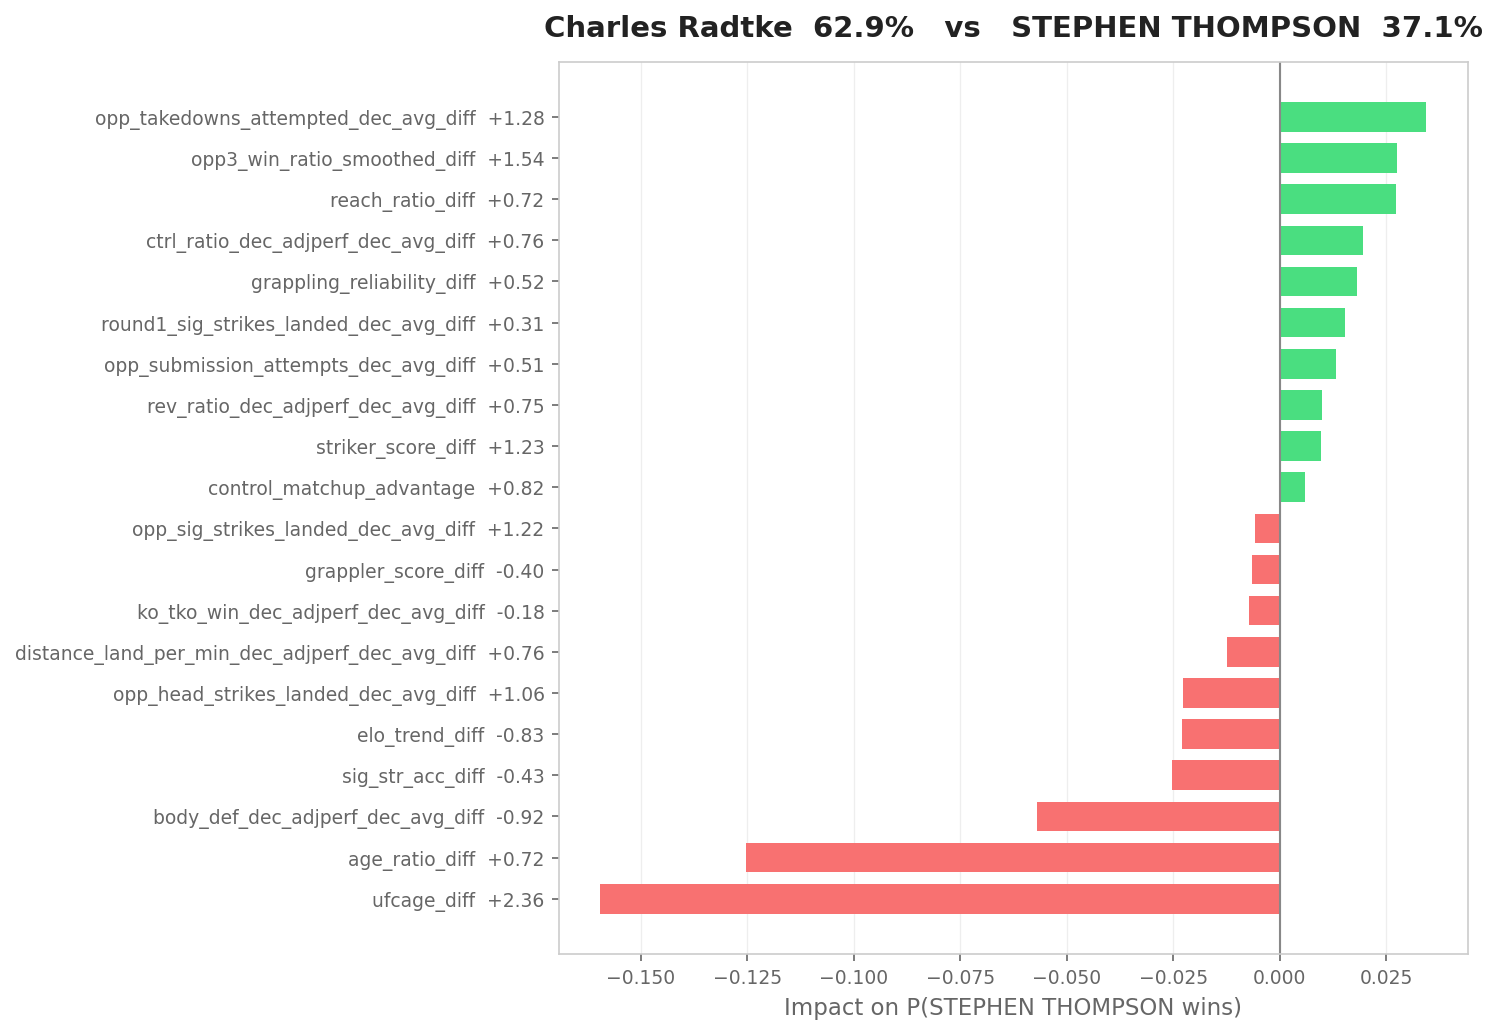 Charles Radtke  62.9%   vs   STEPHEN THOMPSON  37.1%
opp_takedowns_attempted_dec_avg_diff  +1.28
opp3_win_ratio_smoothed_diff  +1.54
reach_ratio_diff  +0.72
ctrl_ratio_dec_adjperf_dec_avg_diff  +0.76
grappling_reliability_diff  +0.52
round1_sig_strikes_landed_dec_avg_diff  +0.31
opp_submission_attempts_dec_avg_diff  +0.51
rev_ratio_dec_adjperf_dec_avg_diff  +0.75
striker_score_diff  +1.23
control_matchup_advantage  +0.82
opp_sig_strikes_landed_dec_avg_diff  +1.22
grappler_score_diff  -0.40
ko_tko_win_dec_adjperf_dec_avg_diff  -0.18
distance_land_per_min_dec_adjperf_dec_avg_diff  +0.76
opp_head_strikes_landed_dec_avg_diff  +1.06
elo_trend_diff  -0.83
sig_str_acc_diff  -0.43
body_def_dec_adjperf_dec_avg_diff  -0.92
age_ratio_diff  +0.72
ufcage_diff  +2.36
−0.150 −0.125 −0.100 −0.075 −0.050 −0.025 0.000 0.025
Impact on P(STEPHEN THOMPSON wins)